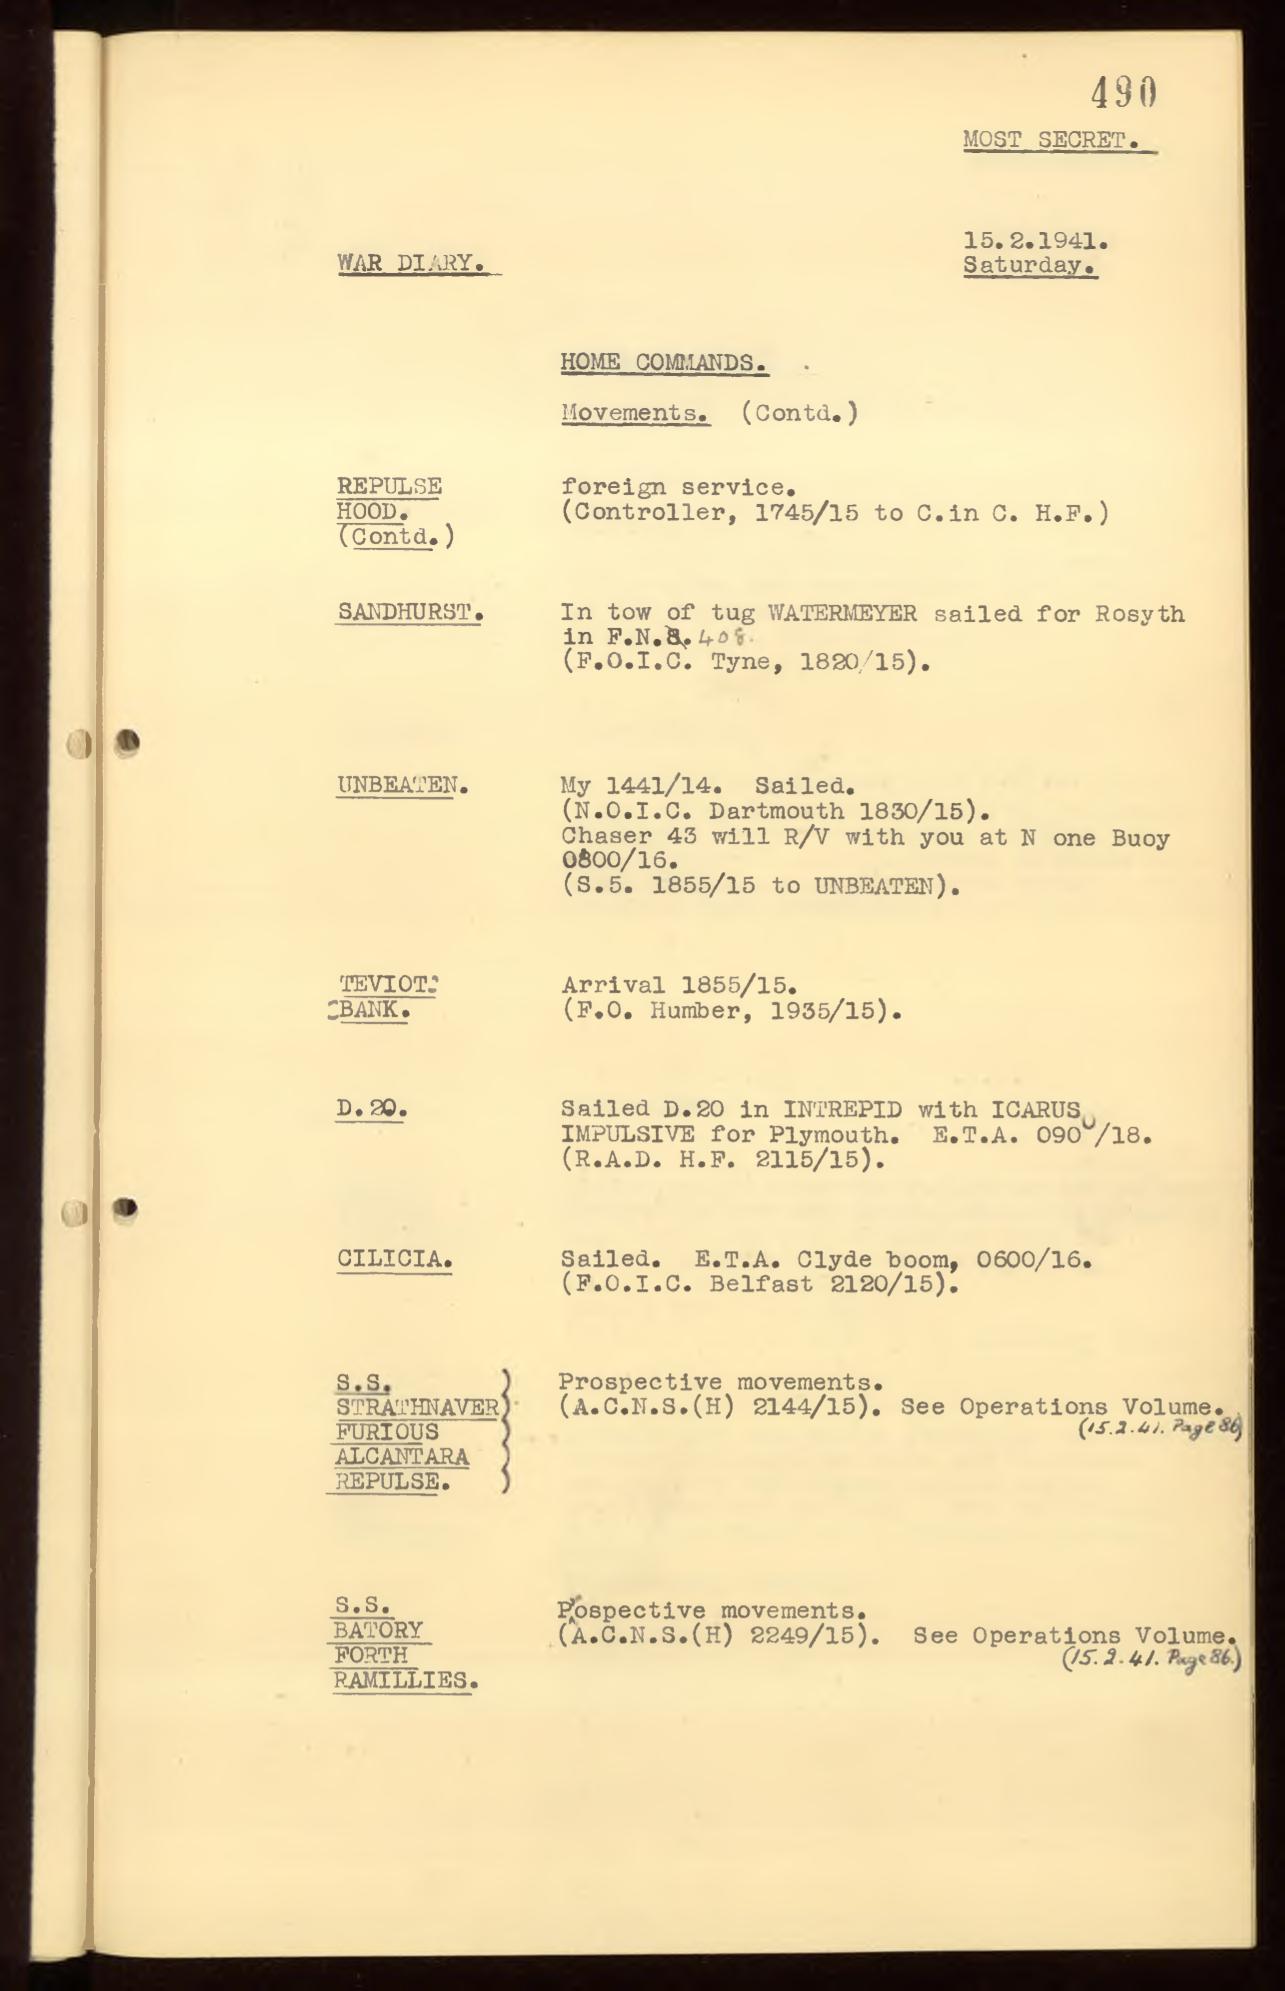 490
MOST SECRET.
15.2.1941.
WAR DIARY.
Saturday.
HOME COMMANDS.
Movements. (Contd.)
REPULSE foreign service.
HOOD. (Controller, 1745/15 to C.in C. H.F.)
(Contd.)
SANDHURST. In tow of tug WATERMEYER sailed for Rosyth
in F.N.8. 408.
(F.O.I.C. Tyne, 1820/15).
UNBEATEN. My 1441/14. Sailed.
(N.O.I.C. Dartmouth 1830/15).
Chaser 43 will R/V with you at N one Buoy
0800/16.
(S.5. 1855/15 to UNBEATEN).
TEVIOT: Arrival 1855/15.
BANK. (F.O. Humber, 1935/15).
D.20. Sailed D.20 in INTREPID with ICARUS
IMPULSIVE for Plymouth. E.T.A. 0900/18.
(R.A.D. H.F. 2115/15).
CILICIA. Sailed. E.T.A. Clyde boom, 0600/16.
(F.O.I.C. Belfast 2120/15).
S.S. ) Prospective movements.
STRATHNAVER) (A.C.N.S.(H) 2144/15). See Operations Volume.
FURIOUS ) (15.2.41. Page 86)
ALCANTARA )
REPULSE. )
S.S. Prospective movements.
BATORY (A.C.N.S.(H) 2249/15). See Operations Volume.
FORTH (15.2.41. Page 86.)
RAMILLIES.